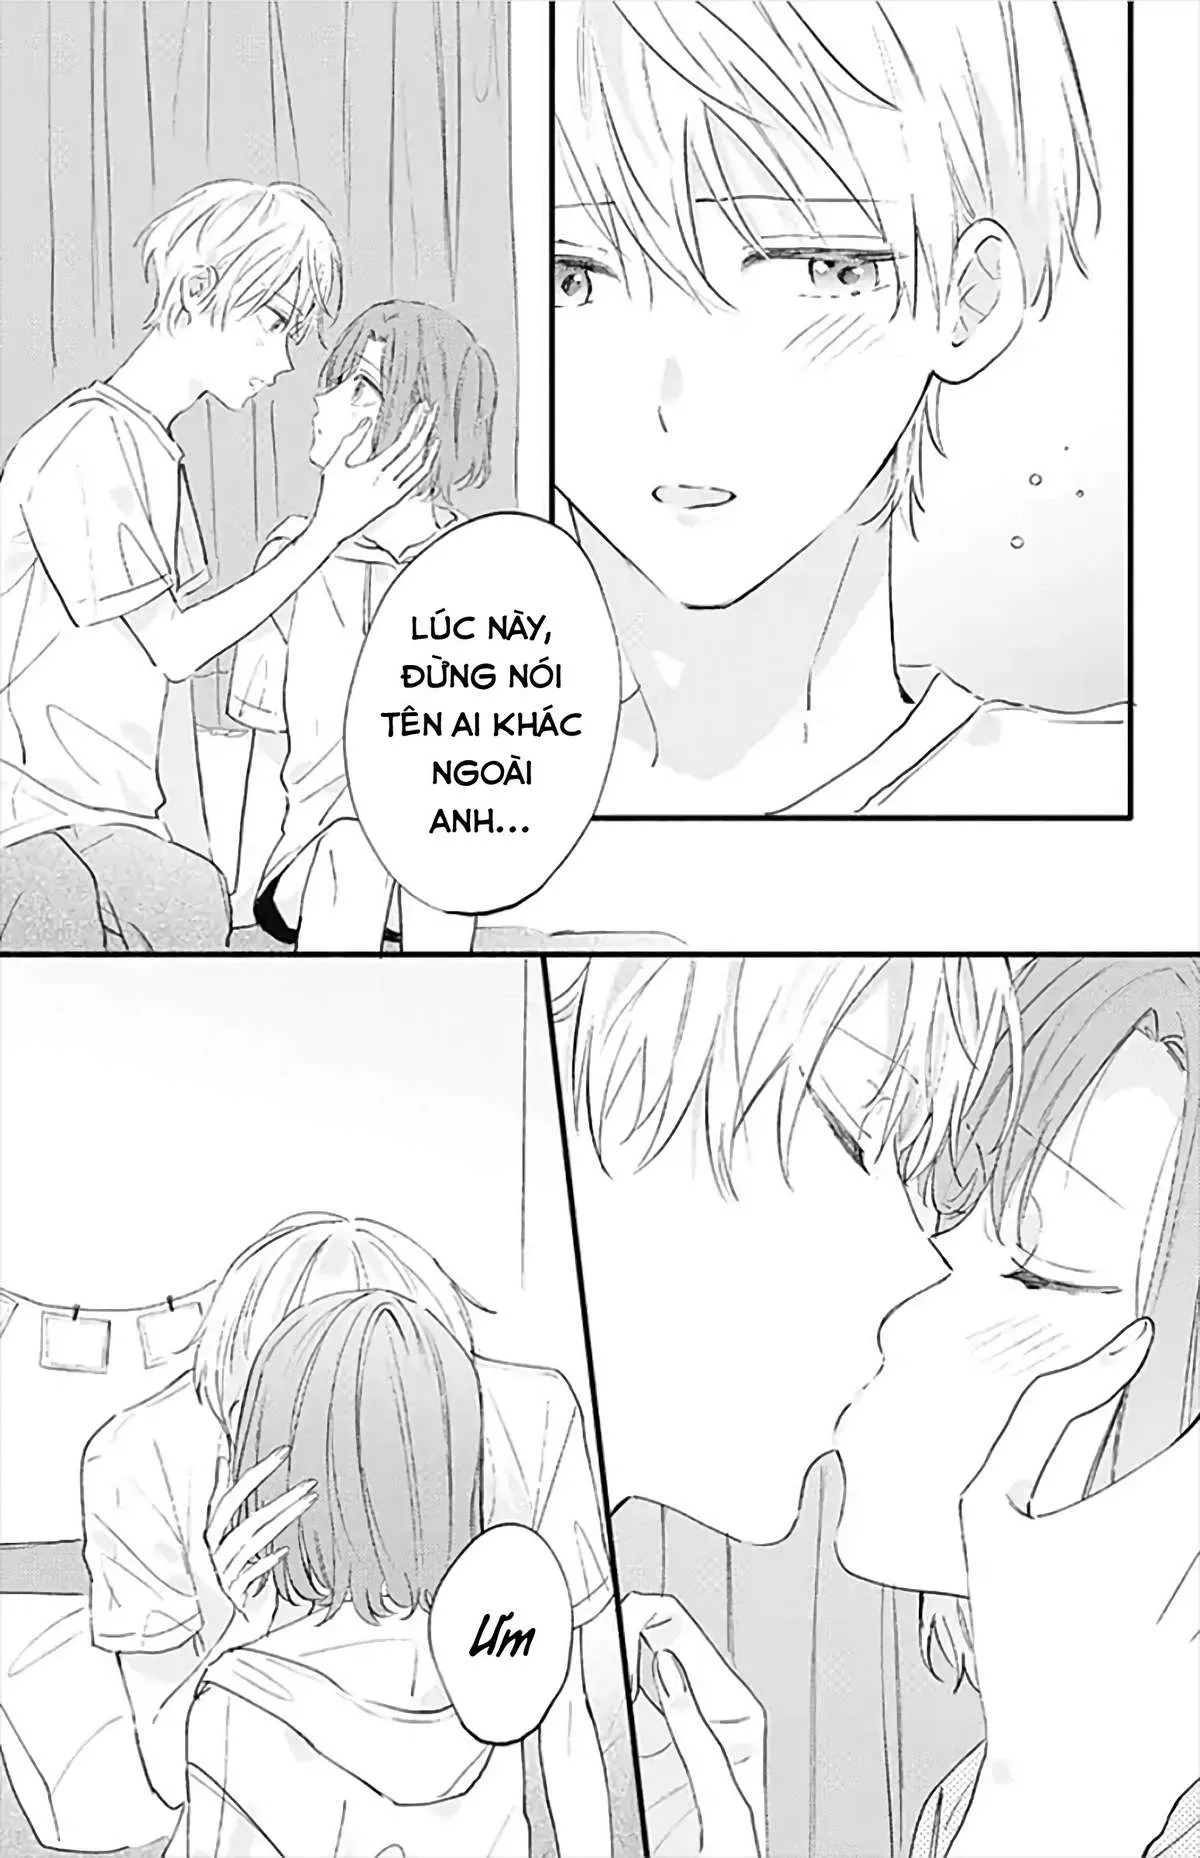 LÚC NÀY,
ĐỪNG NÓI
TÊN AI KHÁC
NGOÀI
ANH...
Ưm